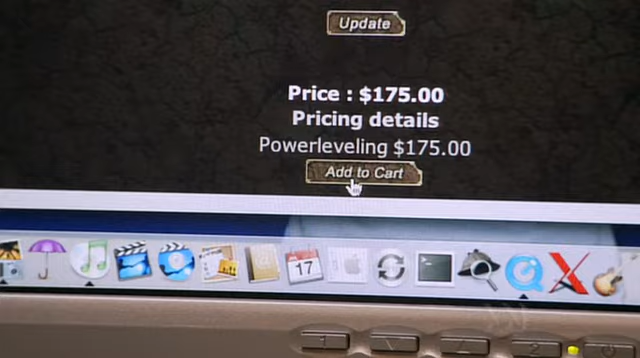 Update
Price : $175.00
Pricing details
Powerleveling $175.00
Add to Cart
17